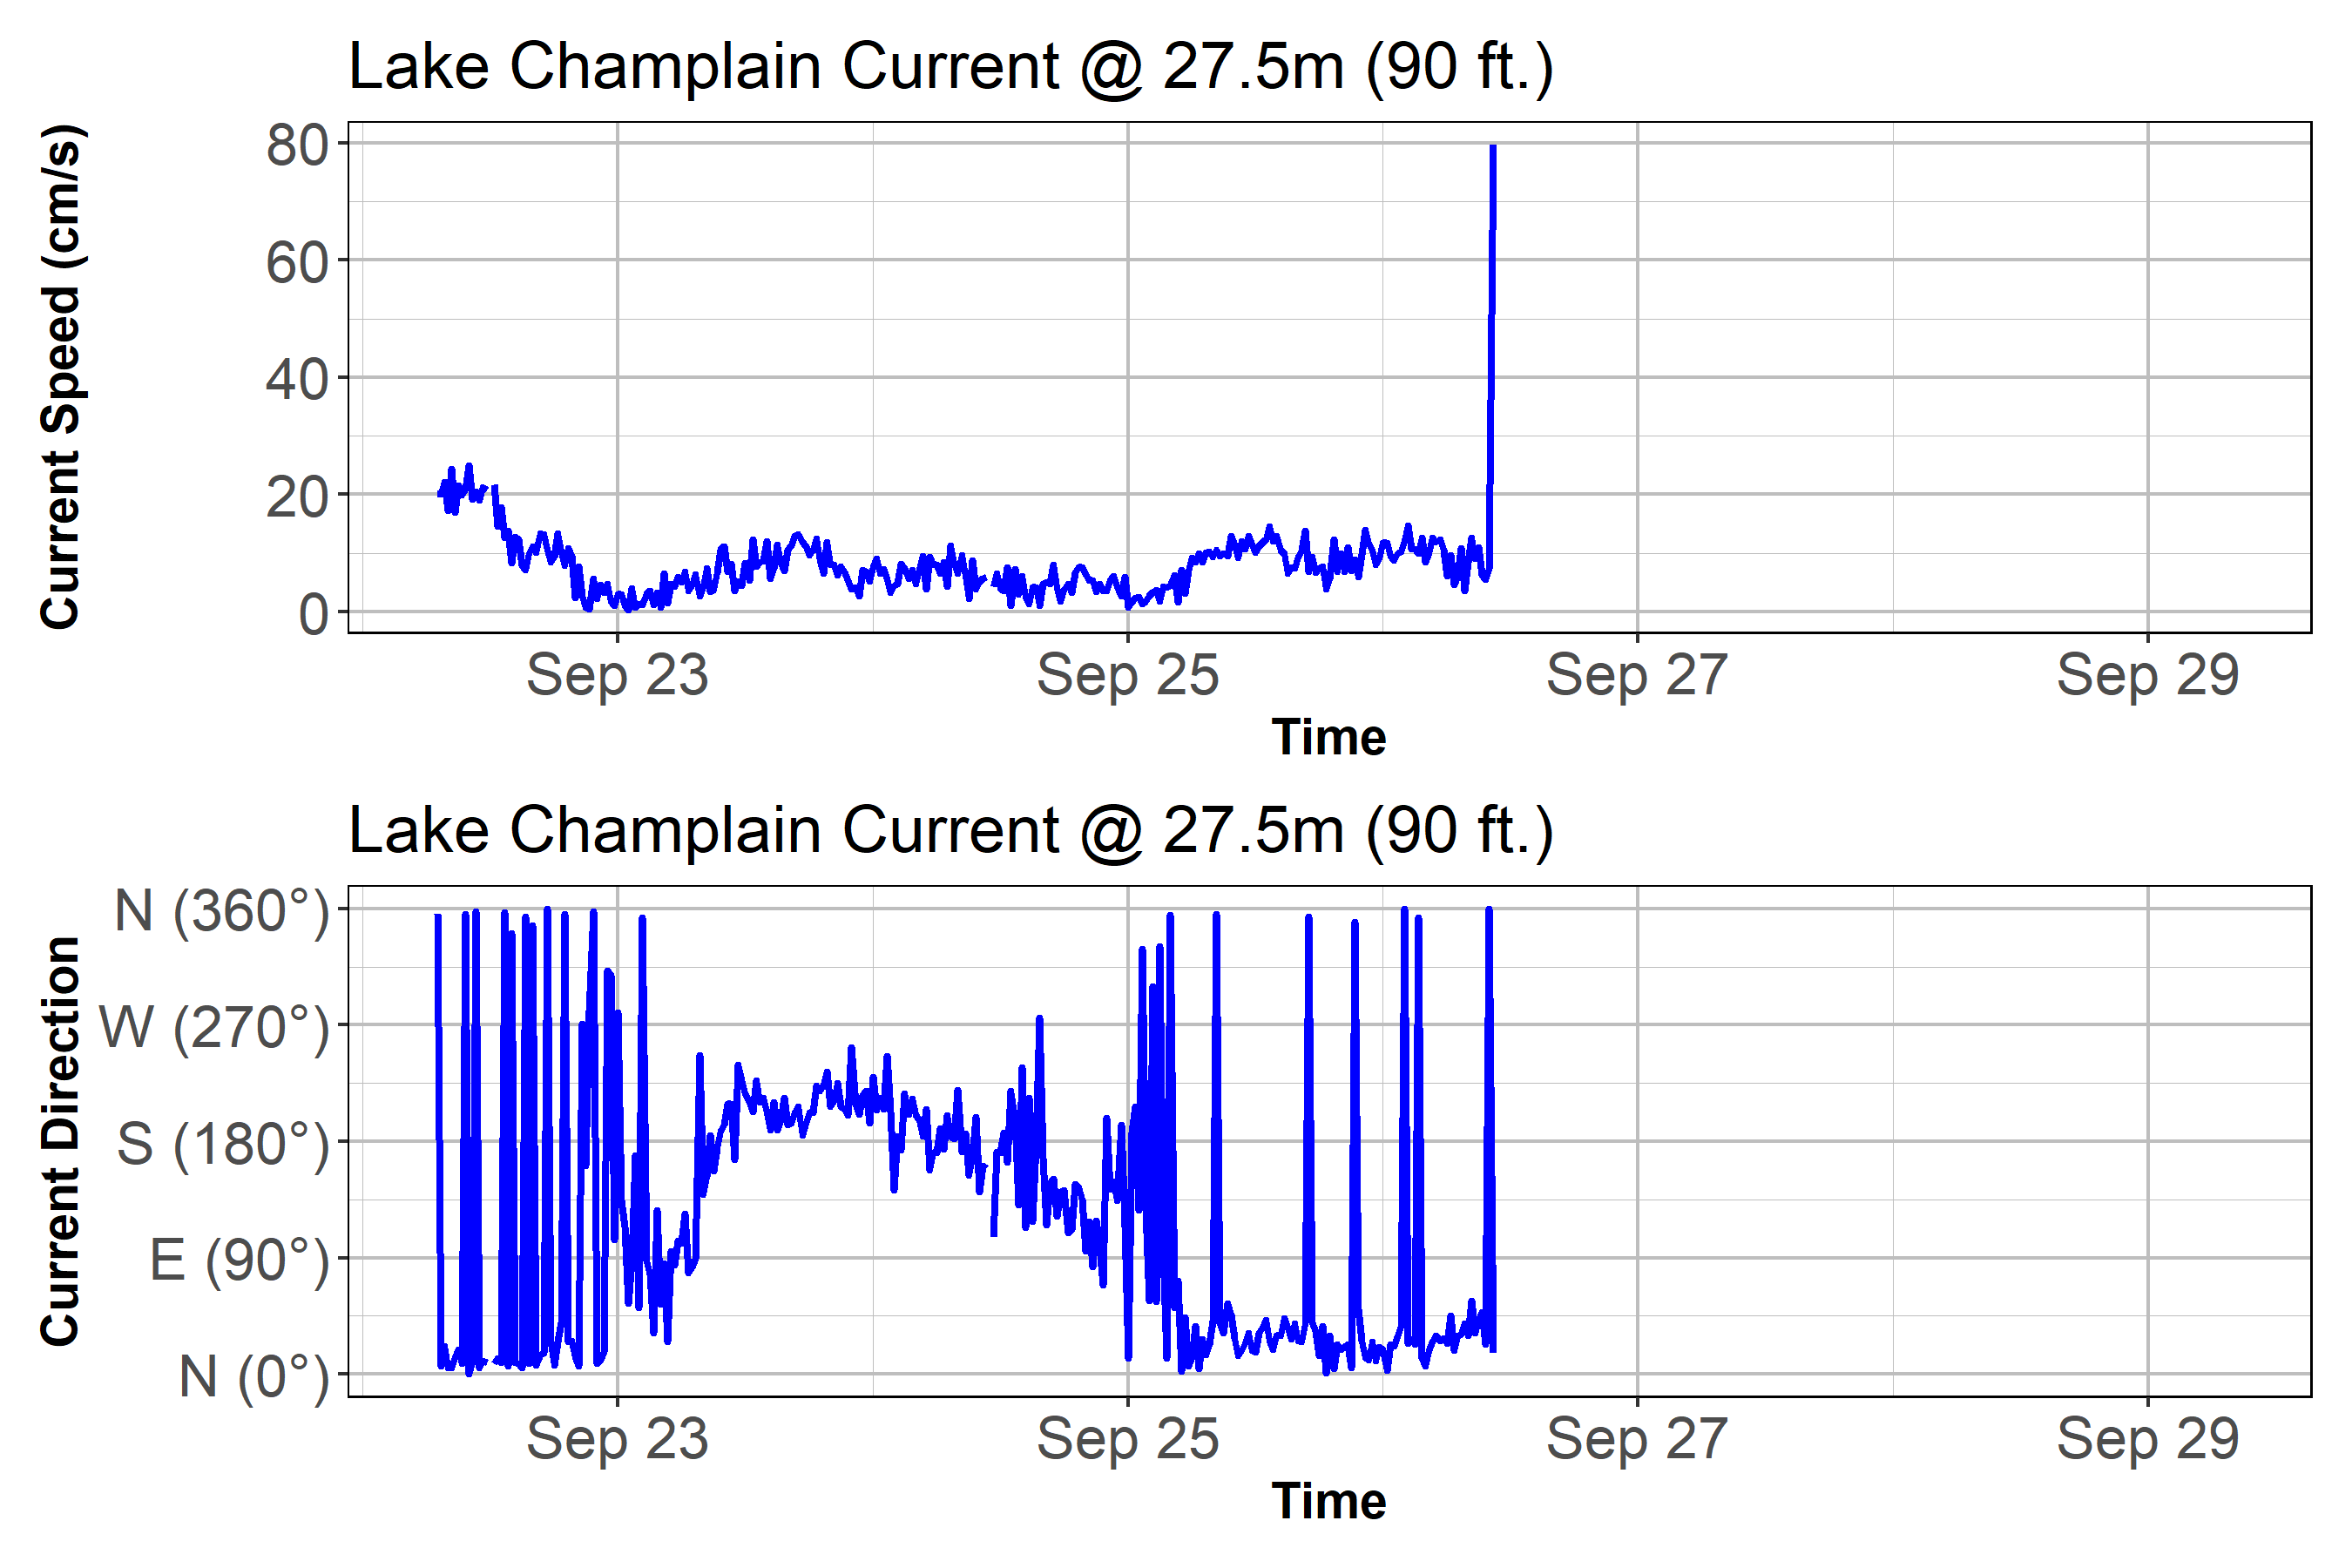 Lake Champlain Current @ 27.5m (90 ft.)
Current Speed (cm/s)
80
60
40
20
0
Sep 23 Sep 25 Sep 27 Sep 29
Time
Lake Champlain Current @ 27.5m (90 ft.)
Current Direction
N (360°)
W (270°)
S (180°)
E (90°)
N (0°)
Sep 23 Sep 25 Sep 27 Sep 29
Time